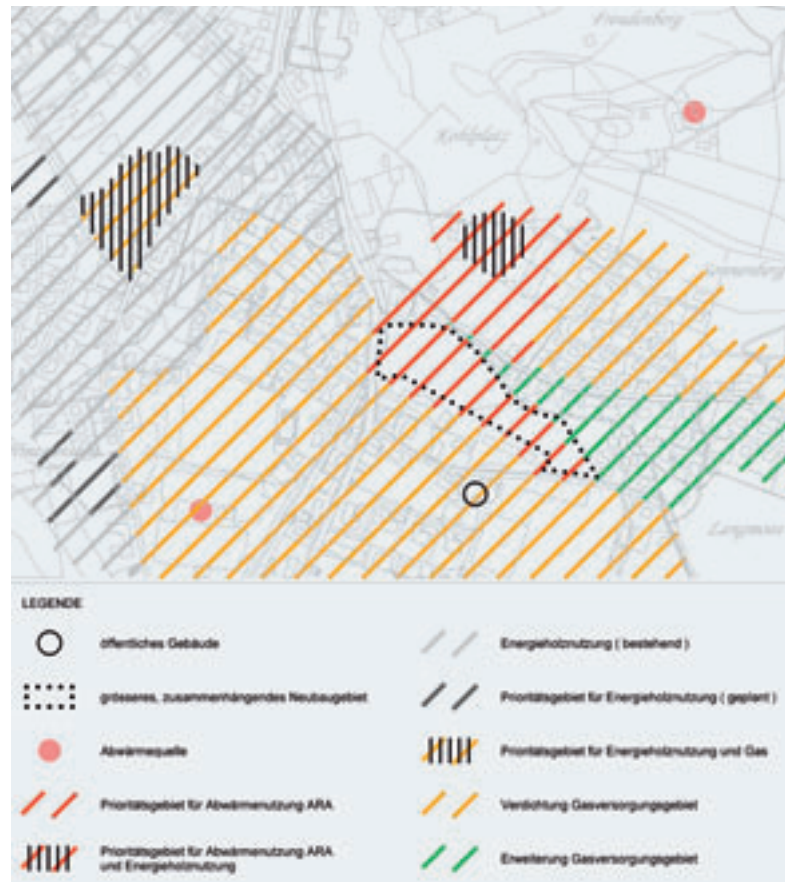 Kohlplatz
LEGENDE
öffentliches Gebäude
grösseres, zusammenhängendes Neubaugebiet
Abwärmequelle
Prioritätsgebiet für Abwärmenutzung ARA
Prioritätsgebiet für Abwärmenutzung ARA
und Energieholznutzung
Energieholznutzung ( bestehend )
Prioritätsgebiet für Energieholznutzung ( geplant )
Prioritätsgebiet für Energieholznutzung und Gas
Verdichtung Gasversorgungsgebiet
Erweiterung Gasversorgungsgebiet